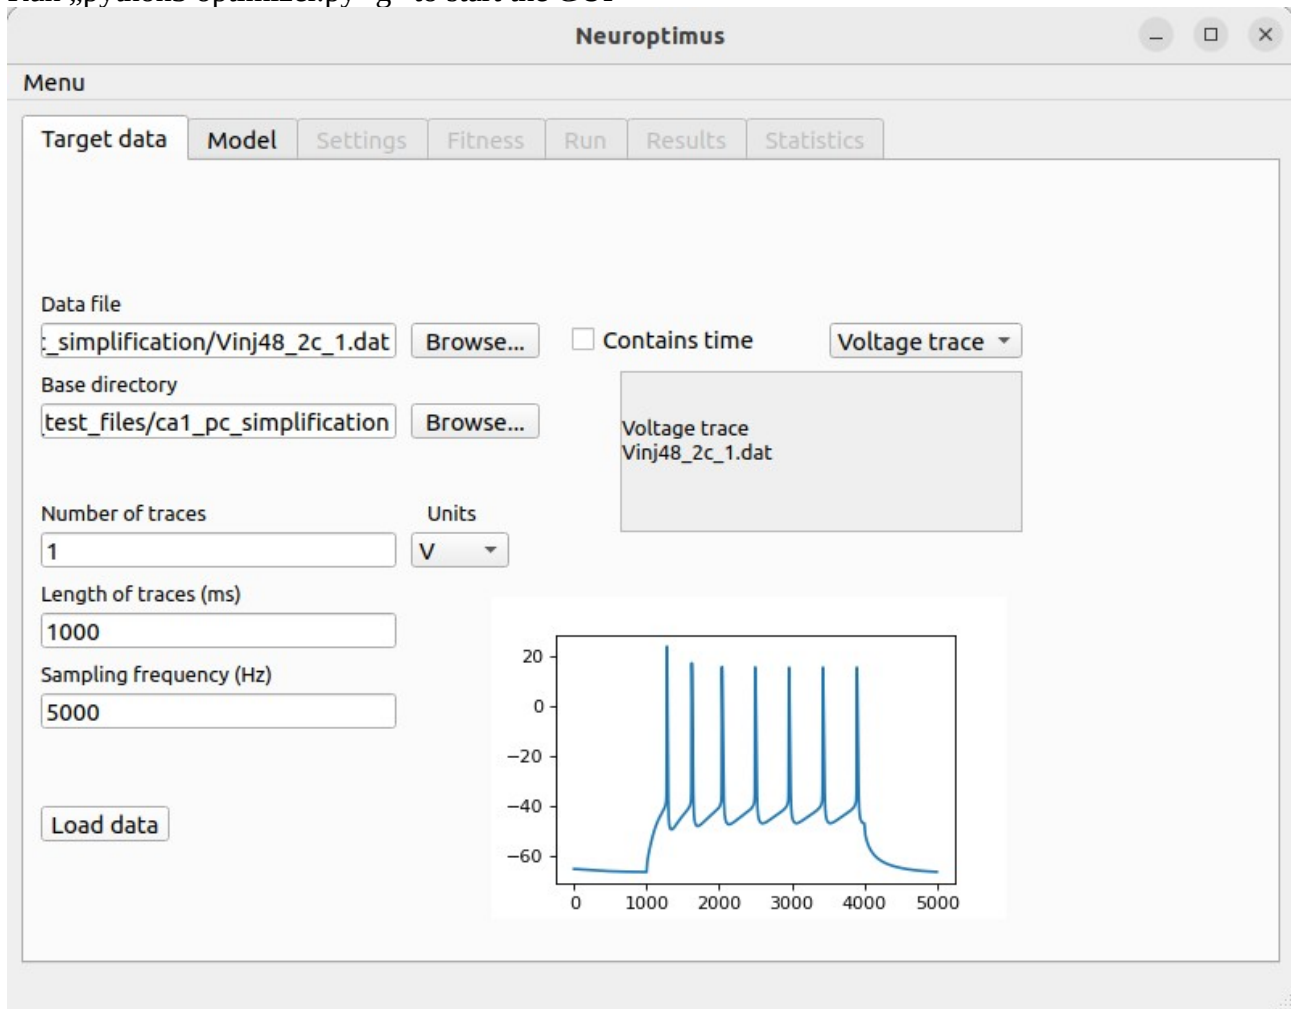 Neuroptimus
Menu
Target data Model Settings Fitness Run Results Statistics
Data file
_simplification/Vinj48_2c_1.dat Browse... Contains time Voltage trace
Base directory
test_files/ca1_pc_simplification Browse...
Voltage trace
Vinj48_2c_1.dat
Number of traces Units
1 V
Length of traces (ms)
1000
Sampling frequency (Hz)
5000
Load data
20
0
−20
−40
−60
0 1000 2000 3000 4000 5000